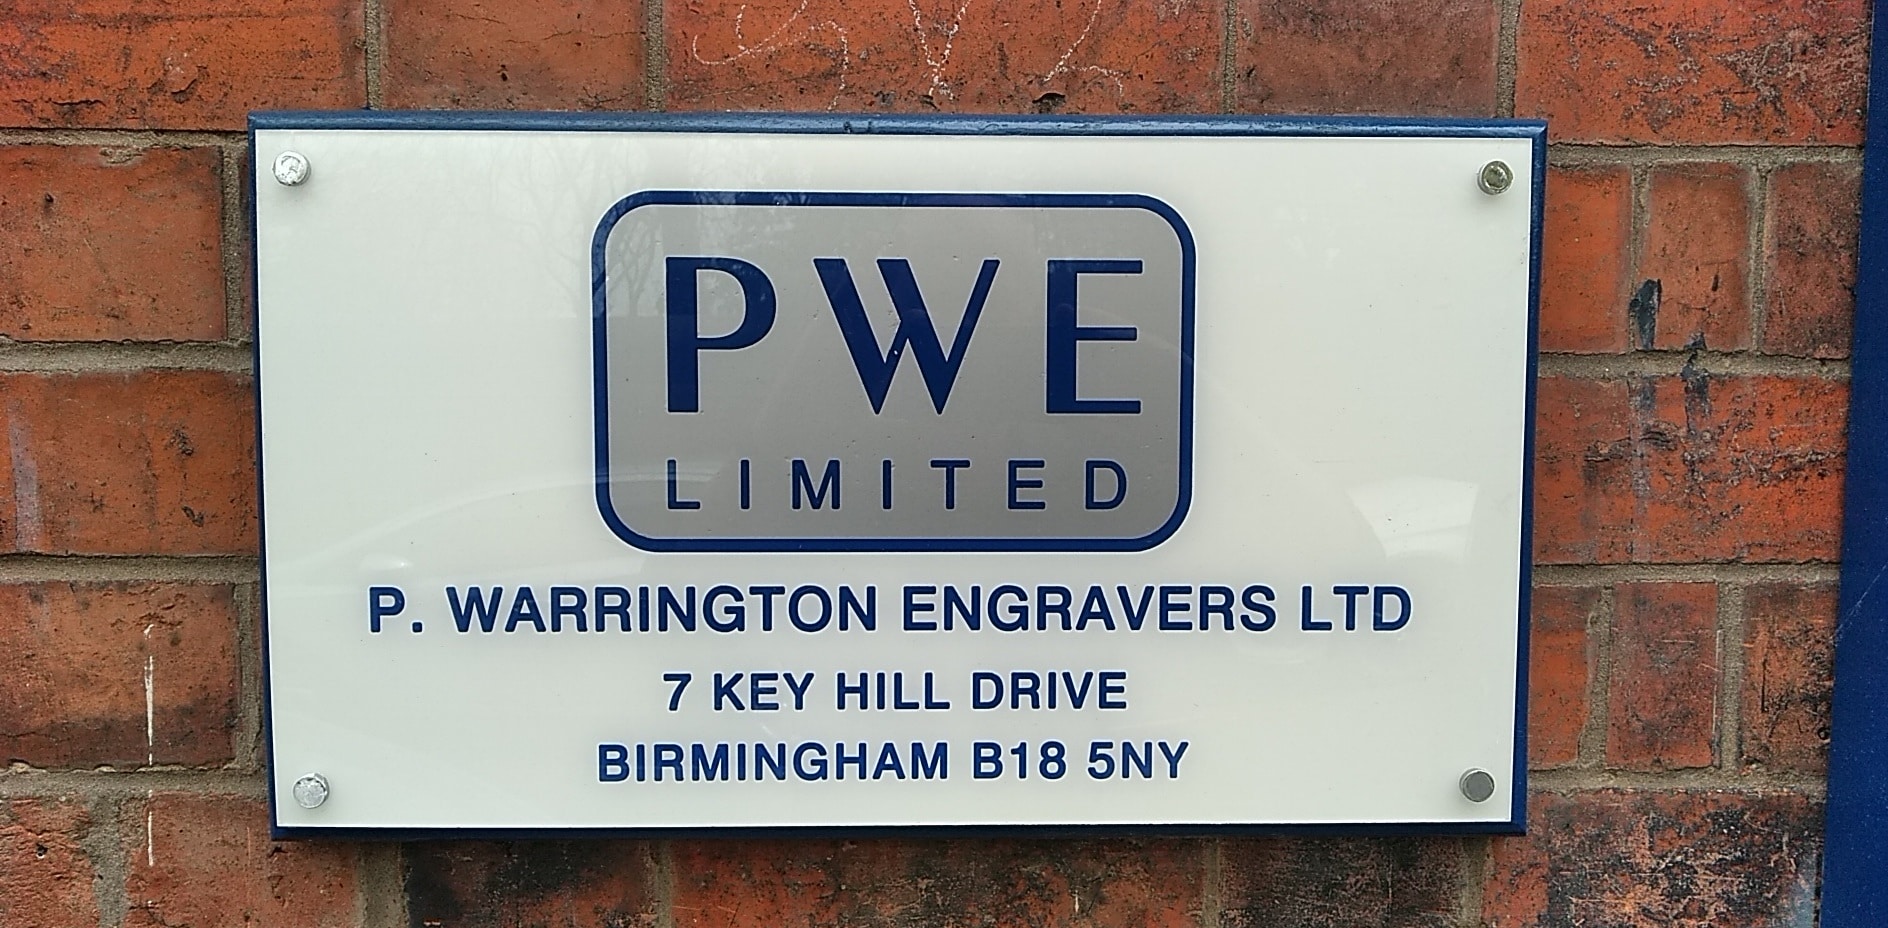 PWE
LIMITED
P. WARRINGTON ENGRAVERS LTD
7 KEY HILL DRIVE
BIRMINGHAM B18 5NY